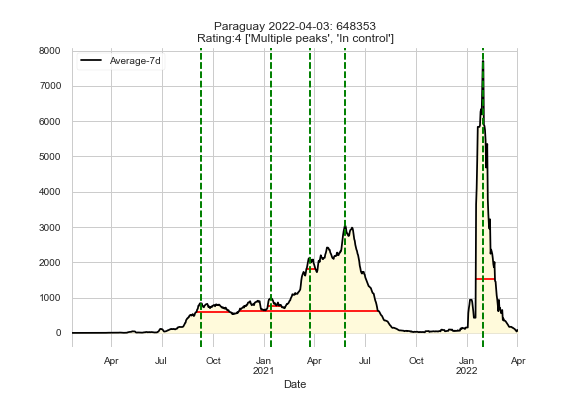 Paraguay 2022-04-03: 648353
Rating:4 ['Multiple peaks', 'In control']
8000
Average-7d
7000
6000
5000
4000
3000
2000
1000
0
Apr Jul Oct Jan Apr Jul Oct Jan Apr
2021 2022
Date